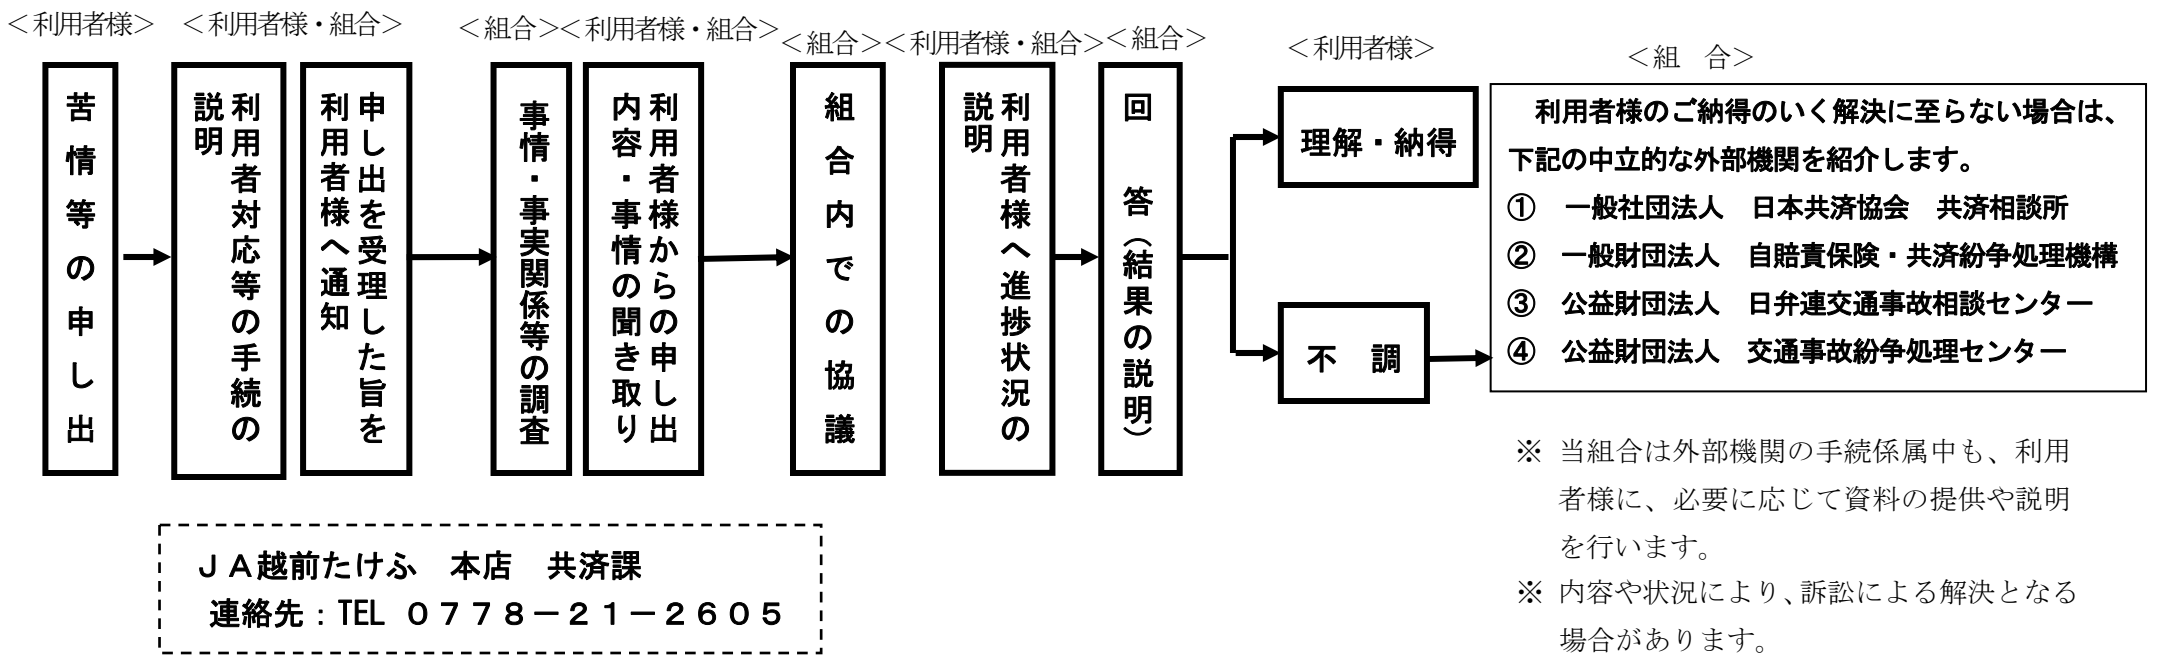 ＜利用者様＞
＜利用者様・組合＞
＜組合＞
＜利用者様・組合＞
＜組合＞
＜利用者様・組合＞
＜組合＞
＜利用者様＞
＜組　合＞
苦情等の申し出
利用者対応等の手続の
説明
申し出を受理した旨を
利用者様へ通知
事情・事実関係等の調査
利用者様からの申し出
内容・事情の聞き取り
組合内での協議
利用者様へ進捗状況の
説明
回　答（結果の説明）
理解・納得
不　調
利用者様のご納得のいく解決に至らない場合は、
下記の中立的な外部機関を紹介します。
①　一般社団法人　日本共済協会　共済相談所
②　一般財団法人　自賠責保険・共済紛争処理機構
③　公益財団法人　日弁連交通事故相談センター
④　公益財団法人　交通事故紛争処理センター
※ 当組合は外部機関の手続係属中も、利用
者様に、必要に応じて資料の提供や説明
を行います。
※ 内容や状況により、訴訟による解決となる
場合があります。
ＪＡ越前たけふ　本店　共済課
連絡先：TEL ０７７８－２１－２６０５